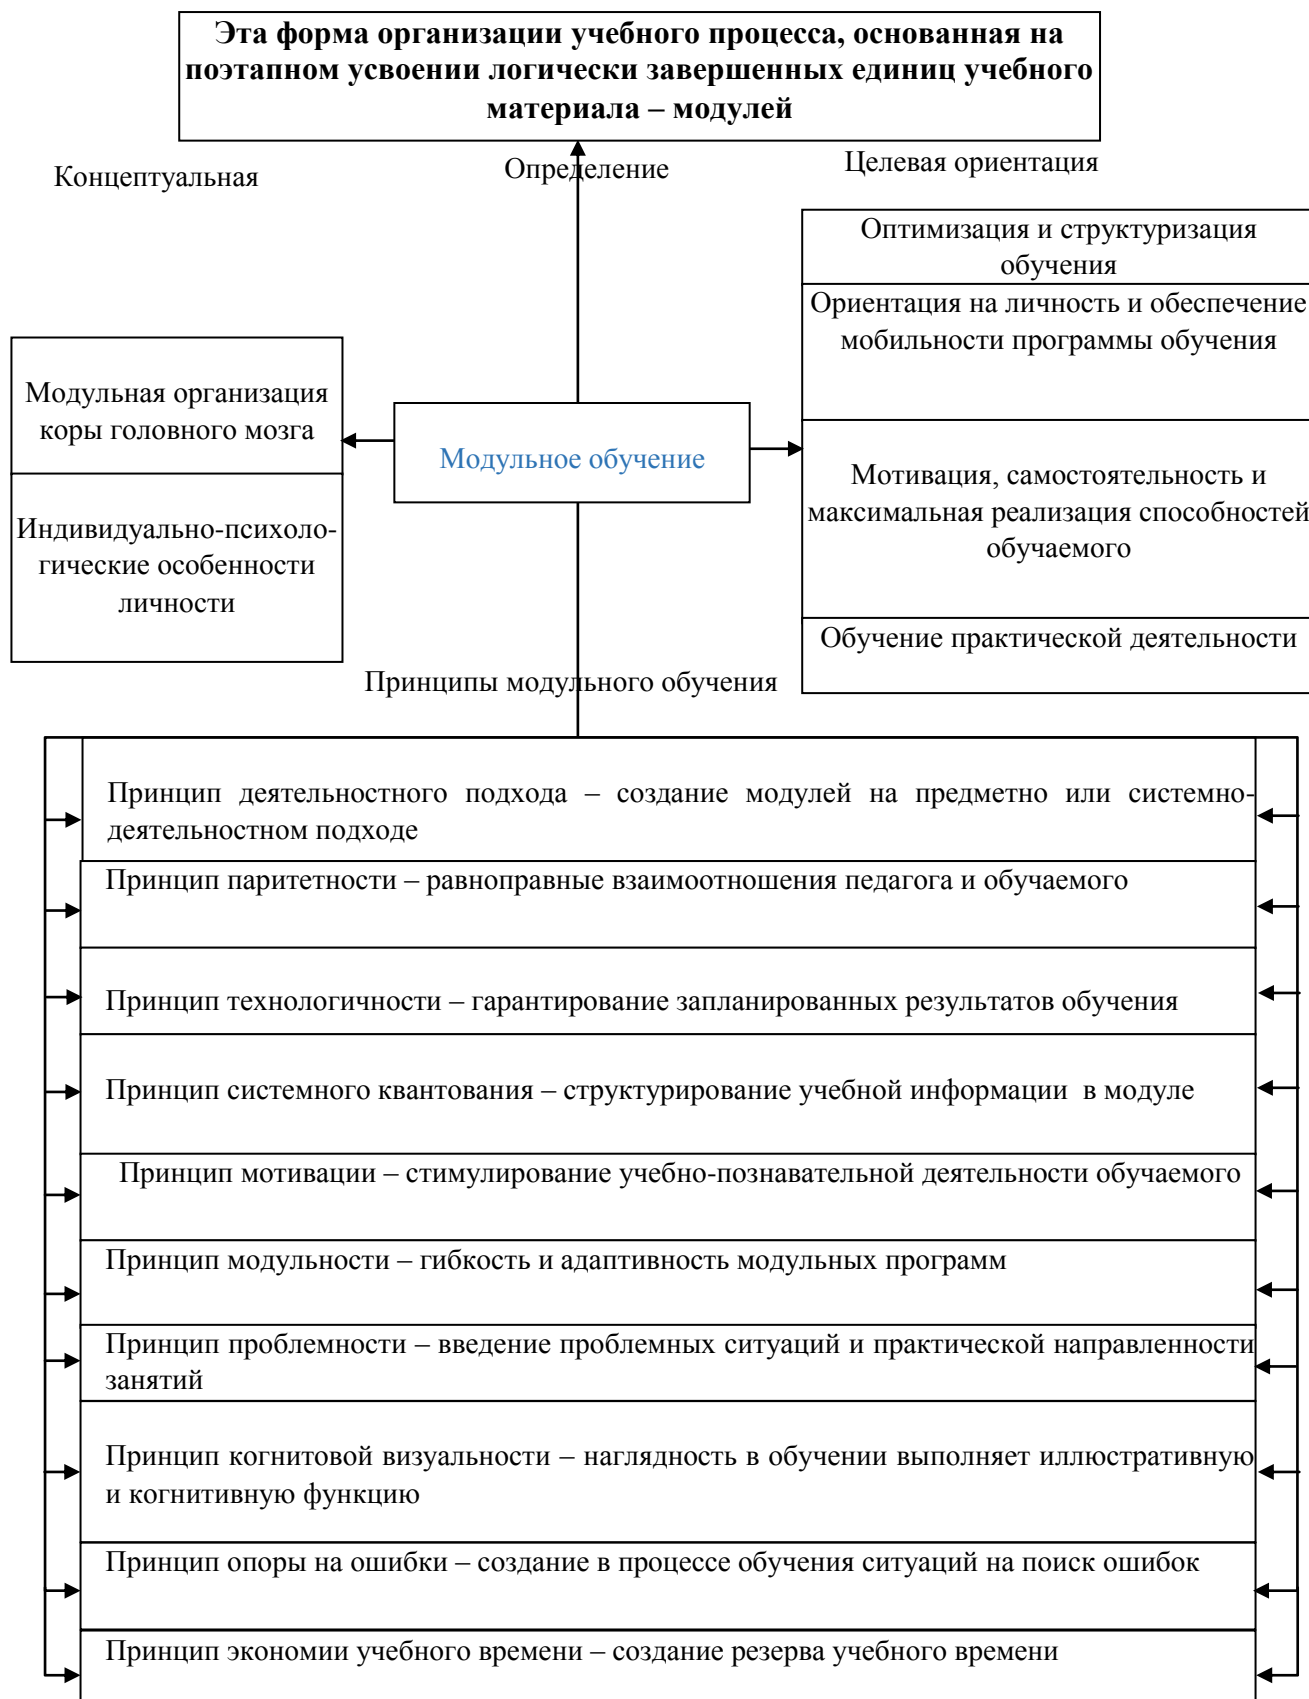 Эта форма организации учебного процесса, основанная на
поэтапном усвоении логически завершенных единиц учебного
материала – модулей
Концептуальная
Определение
Целевая ориентация
Оптимизация и структуризация
обучения
Ориентация на личность и обеспечение
мобильности программы обучения
Модульная организация
коры головного мозга
Модульное обучение
Мотивация, самостоятельность и
максимальная реализация способностей
обучаемого
Индивидуально-психоло-
гические особенности
личности
Обучение практической деятельности
Принципы модульного обучения
Принцип деятельностного подхода – создание модулей на предметно или системно-
деятельностном подходе
Принцип паритетности – равноправные взаимоотношения педагога и обучаемого
Принцип технологичности – гарантирование запланированных результатов обучения
Принцип системного квантования – структурирование учебной информации  в модуле
Принцип мотивации – стимулирование учебно-познавательной деятельности обучаемого
Принцип модульности – гибкость и адаптивность модульных программ
Принцип проблемности – введение проблемных ситуаций и практической направленности
занятий
Принцип когнитовой визуальности – наглядность в обучении выполняет иллюстративную
и когнитивную функцию
Принцип опоры на ошибки – создание в процессе обучения ситуаций на поиск ошибок
Принцип экономии учебного времени – создание резерва учебного времени